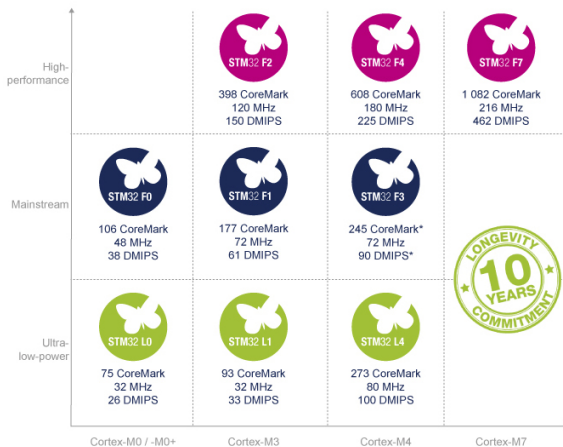 High-
performance
STM32 F2
398 CoreMark
120 MHz
150 DMIPS
STM32 F4
608 CoreMark
180 MHz
225 DMIPS
STM32 F7
1 082 CoreMark
216 MHz
462 DMIPS
Mainstream
STM32 F0
106 CoreMark
48 MHz
38 DMIPS
STM32 F1
177 CoreMark
72 MHz
61 DMIPS
STM32 F3
245 CoreMark*
72 MHz
90 DMIPS*
LONGEVITY
10
YEARS
COMMITMENT
Ultra-
low-power
STM32 L0
75 CoreMark
32 MHz
26 DMIPS
STM32 L1
93 CoreMark
32 MHz
33 DMIPS
STM32 L4
273 CoreMark
80 MHz
100 DMIPS
Cortex-M0 / -M0+
Cortex-M3
Cortex-M4
Cortex-M7